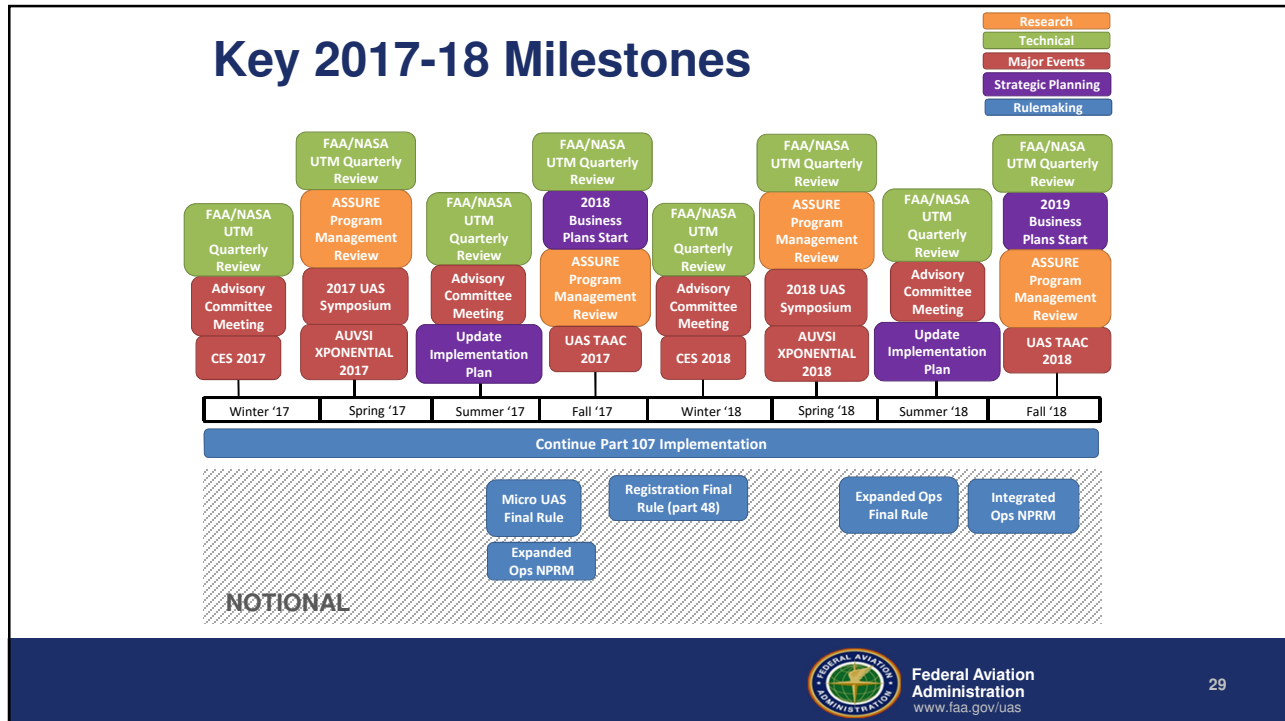 Key 2017-18 Milestones
Research
Technical
Major Events
Strategic Planning
Rulemaking
FAA/NASA
UTM
Quarterly
Review
Advisory
Committee
Meeting
CES 2017
FAA/NASA
UTM Quarterly
Review
ASSURE
Program
Management
Review
2017 UAS
Symposium
AUVSI
XPONENTIAL
2017
FAA/NASA
UTM
Quarterly
Review
Advisory
Committee
Meeting
Update
Implementation
Plan
FAA/NASA
UTM Quarterly
Review
2018
Business
Plans Start
ASSURE
Program
Management
Review
UAS TAAC
2017
FAA/NASA
UTM
Quarterly
Review
Advisory
Committee
Meeting
CES 2018
FAA/NASA
UTM Quarterly
Review
ASSURE
Program
Management
Review
2018 UAS
Symposium
AUVSI
XPONENTIAL
2018
FAA/NASA
UTM
Quarterly
Review
Advisory
Committee
Meeting
Update
Implementation
Plan
FAA/NASA
UTM Quarterly
Review
2019
Business
Plans Start
ASSURE
Program
Management
Review
UAS TAAC
2018
Winter ‘17
Spring ‘17
Summer ‘17
Fall ‘17
Winter ‘18
Spring ‘18
Summer ‘18
Fall ‘18
Continue Part 107 Implementation
Micro UAS
Final Rule
Expanded
Ops NPRM
Registration Final
Rule (part 48)
Expanded Ops
Final Rule
Integrated
Ops NPRM
NOTIONAL
FEDERAL AVIATION
ADMINISTRATION
Federal Aviation
Administration
www.faa.gov/uas
29